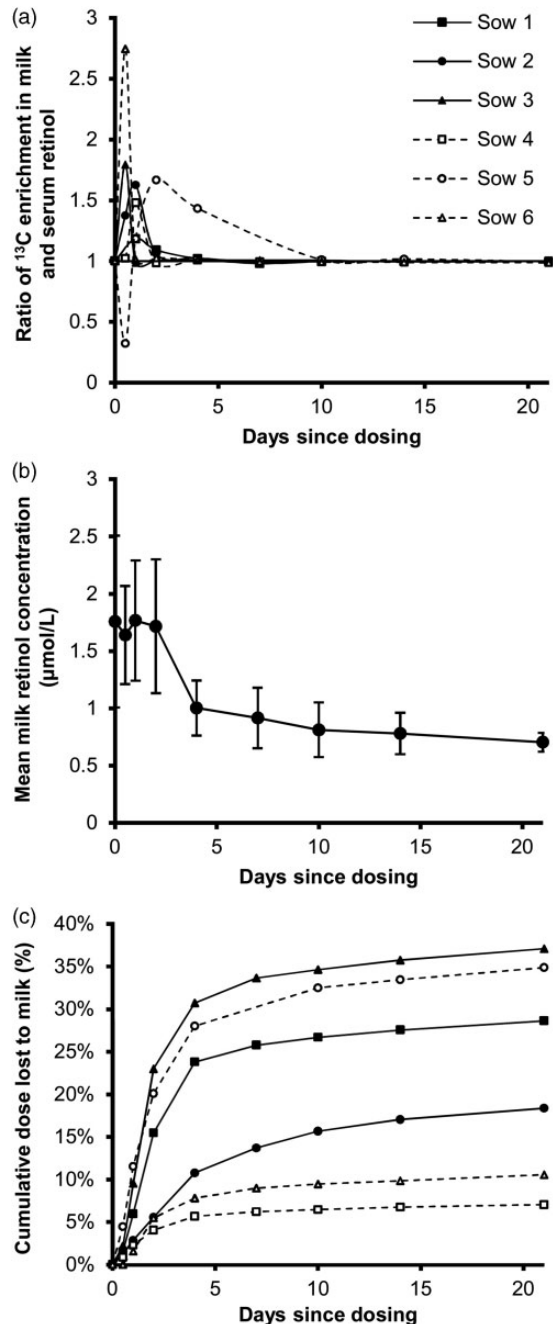 (a)
3
2.5
2
1.5
1
0.5
0
Ratio of ¹³C enrichment in milk
and serum retinol
Sow 1
Sow 2
Sow 3
Sow 4
Sow 5
Sow 6
0 5 10 15 20
Days since dosing
(b)
3
2.5
2
1.5
1
0.5
0
Mean milk retinol concentration
(μmol/L)
0 5 10 15 20
Days since dosing
(c)
40%
35%
30%
25%
20%
15%
10%
5%
0%
Cumulative dose lost to milk (%)
0 5 10 15 20
Days since dosing